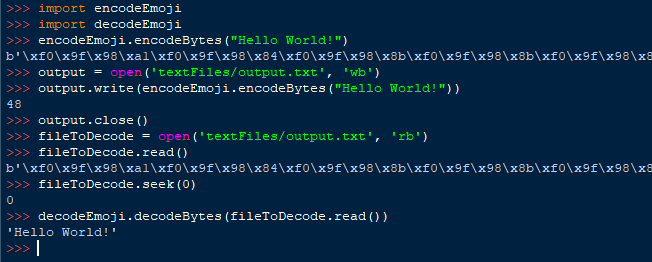 >>> import encodeEmoji
>>> import decodeEmoji
>>> encodeEmoji.encodeBytes("Hello World!")
b'\xf0\x9f\x98\xa1\xf0\x9f\x98\x84\xf0\x9f\x98\x8b\xf0\x9f\x98\x8b\xf0\x9f\x98\x8
>>> output = open('textFiles/output.txt', 'wb')
>>> output.write(encodeEmoji.encodeBytes("Hello World!"))
48
>>> output.close()
>>> fileToDecode = open('textFiles/output.txt', 'rb')
>>> fileToDecode.read()
b'\xf0\x9f\x98\xa1\xf0\x9f\x98\x84\xf0\x9f\x98\x8b\xf0\x9f\x98\x8b\xf0\x9f\x98\x8
>>> fileToDecode.seek(0)
0
>>> decodeEmoji.decodeBytes(fileToDecode.read())
'Hello World!'
>>>